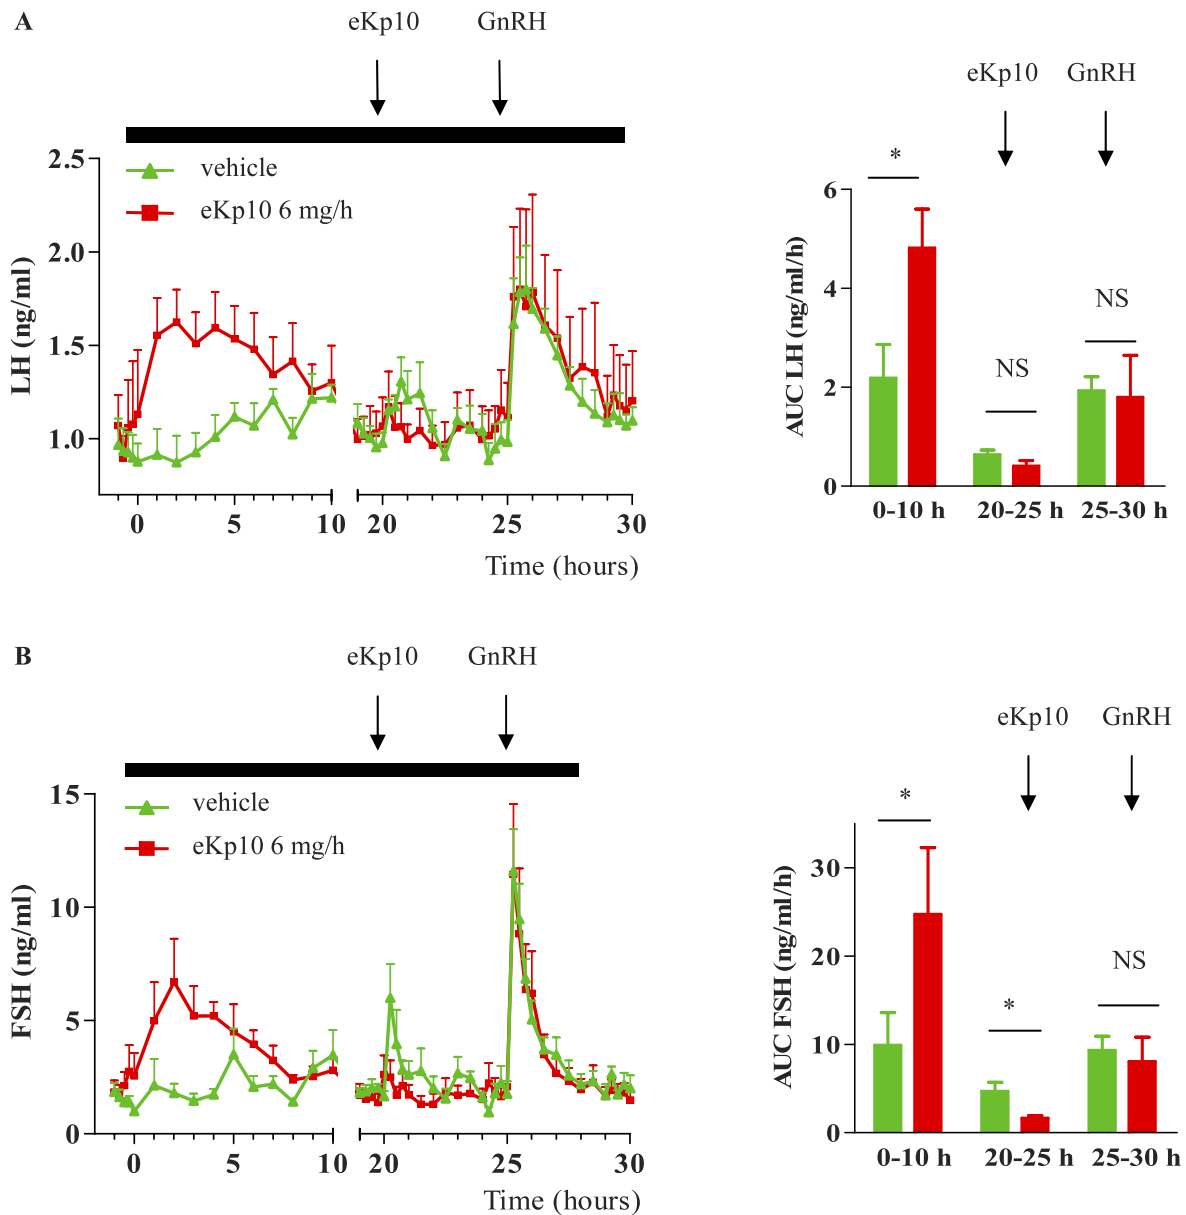 A
eKp10 GnRH
eKp10 GnRH
vehicle
eKp10 6 mg/h
2.5
2.0
1.5
1.0
LH (ng/ml)
0 5 10 20 25 30
Time (hours)
*
NS
NS
6
4
2
0
AUC LH (ng/ml/h)
0-10 h 20-25 h 25-30 h
B
eKp10 GnRH
eKp10 GnRH
vehicle
eKp10 6 mg/h
15
10
5
0
FSH (ng/ml)
0 5 10 20 25 30
Time (hours)
*
*
NS
30
20
10
0
AUC FSH (ng/ml/h)
0-10 h 20-25 h 25-30 h